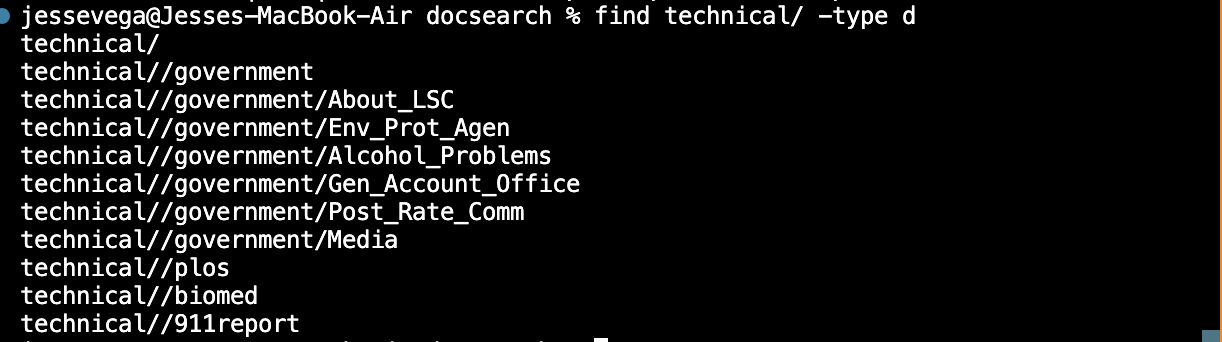 jessevega@Jesses-MacBook-Air docsearch % find technical/ -type d
technical/
technical//government
technical//government/About_LSC
technical//government/Env_Prot_Agen
technical//government/Alcohol_Problems
technical//government/Gen_Account_Office
technical//government/Post_Rate_Comm
technical//government/Media
technical//plos
technical//biomed
technical//911report